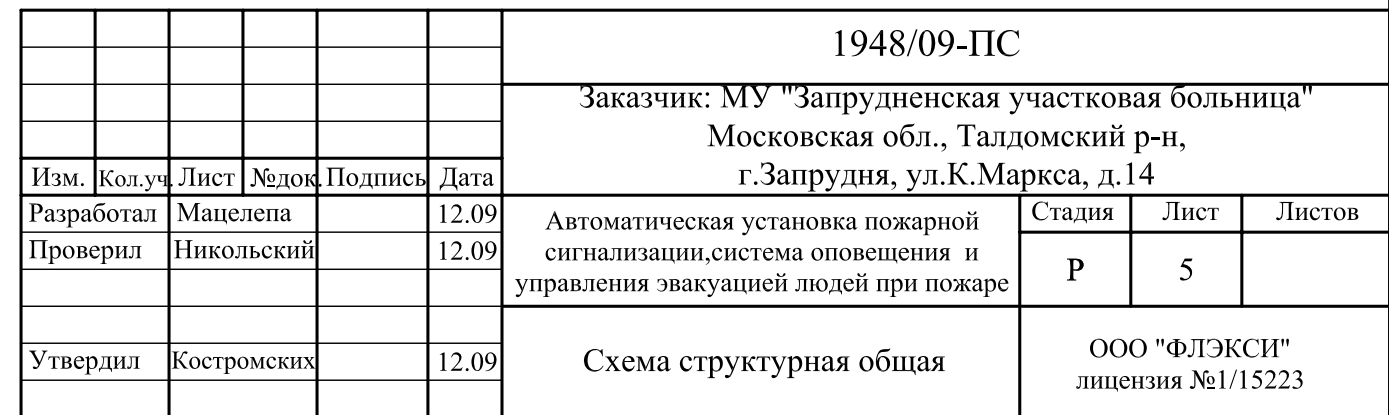 1948/09-ПС
Заказчик: МУ "Запрудненская участковая больница"
Московская обл., Талдомский р-н,
г.Запрудня, ул.К.Маркса, д.14
Изм. Кол.уч. Лист №док. Подпись Дата
Разработал Мацелепа 12.09
Проверил Никольский 12.09
Автоматическая установка пожарной
сигнализации,система оповещения и
управления эвакуацией людей при пожаре
Стадия Лист Листов
Р 5
Утвердил Костромских 12.09
Схема структурная общая
ООО "ФЛЭКСИ"
лицензия №1/15223